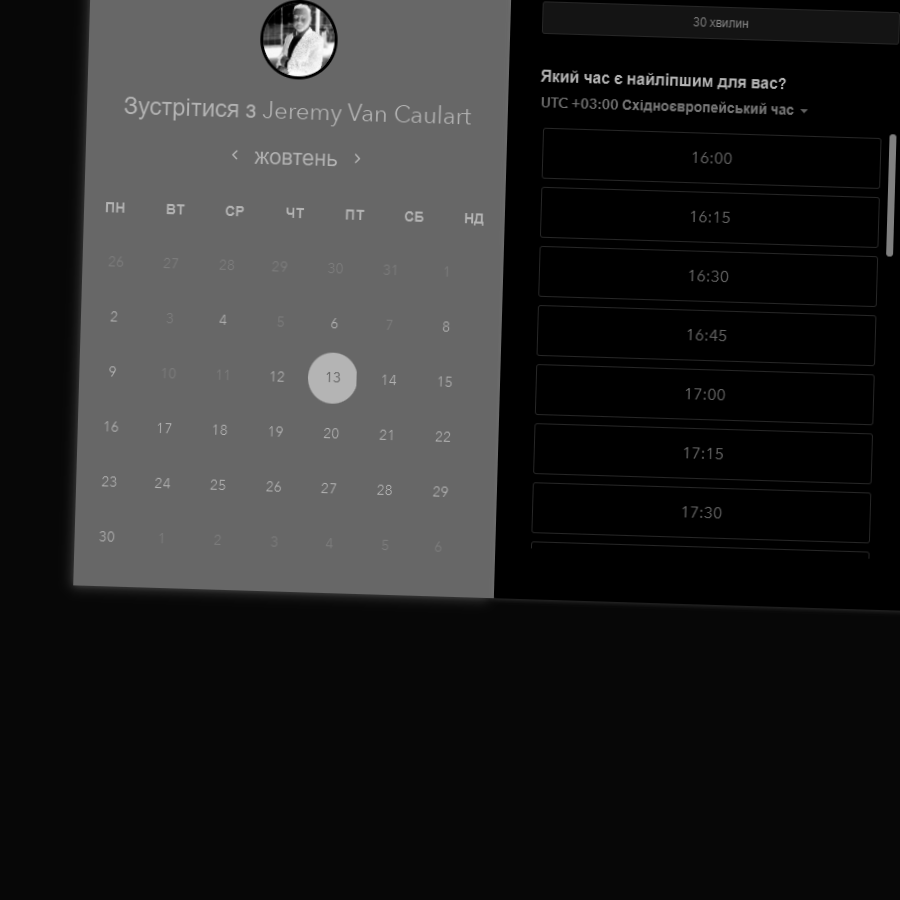 Зустрітися з Jeremy Van Caulart
‹ жовтень ›
ПН ВТ СР ЧТ ПТ СБ НД
26 27 28 29 30 31 1
2 3 4 5 6 7 8
9 10 11 12 13 14 15
16 17 18 19 20 21 22
23 24 25 26 27 28 29
30 1 2 3 4 5 6
30 хвилин
Який час є найліпшим для вас?
UTC +03:00 Східноєвропейський час
16:00
16:15
16:30
16:45
17:00
17:15
17:30